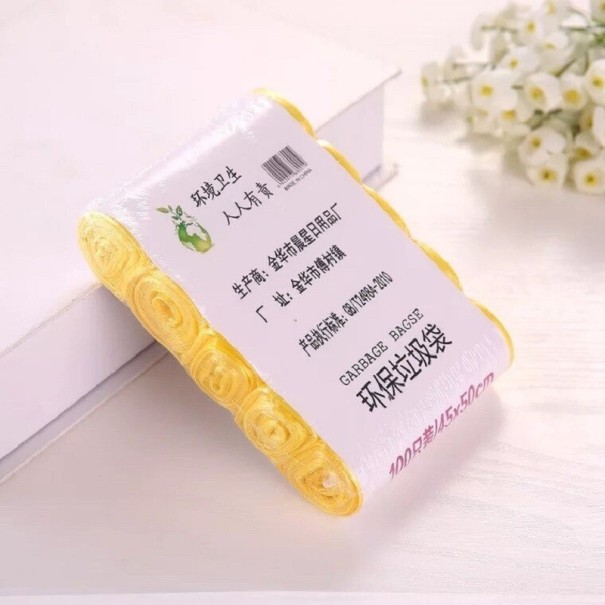 环境卫生
人人有责
MADE IN CHINA
生产商：金华市晨星日用品厂
厂 址：金华市傅村镇
产品执行标准：GB/T24984-2010
GARBAGE BAGSE
环保垃圾袋
100只装/45x50cm